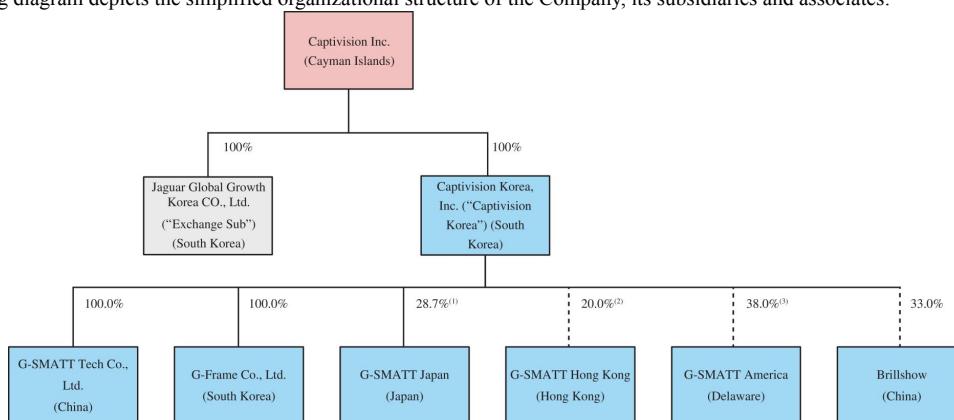 g diagram depicts the simplified organizational structure of the Company, its subsidiaries and associates.
Captivision Inc.
(Cayman Islands)
100%
100%
Jaguar Global Growth
Korea CO., Ltd.
(“Exchange Sub”)
(South Korea)
Captivision Korea,
Inc. (“Captivision
Korea”) (South
Korea)
100.0%
100.0%
28.7%(1)
20.0%(2)
38.0%(3)
33.0%
G-SMATT Tech Co.,
Ltd.
(China)
G-Frame Co., Ltd.
(South Korea)
G-SMATT Japan
(Japan)
G-SMATT Hong Kong
(Hong Kong)
G-SMATT America
(Delaware)
Brillshow
(China)